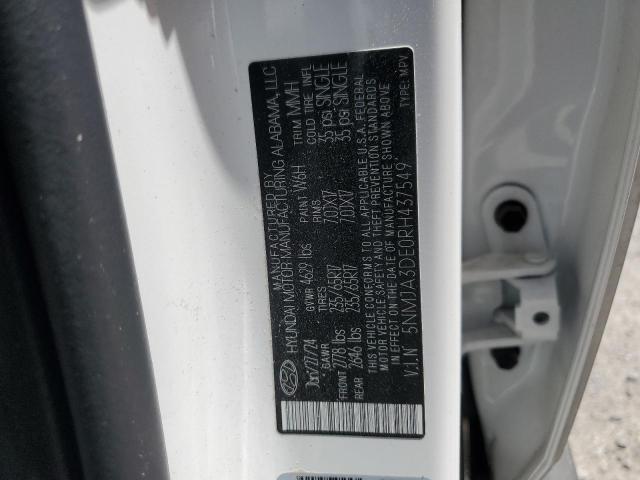 MANUFACTURED BY
HYUNDAI MOTOR MANUFACTURING ALABAMA, LLC
27/24 GVWR 4629 lbs PAINT W6H TRIM MMH
GAWR TIRES RIMS COLD TIRE INFL
FRONT 2778 lbs 235/65R17 7.0JX17 35 psi SINGLE
REAR 2646 lbs 235/65R17 7.0JX17 35 psi SINGLE
THIS VEHICLE CONFORMS TO ALL APPLICABLE U.S.A. FEDERAL
MOTOR VEHICLE SAFETY AND THEFT PREVENTION STANDARDS
IN EFFECT ON THE DATE OF MANUFACTURE SHOWN ABOVE
V.I.N 5NMJA3DE0RH437549 TYPE: MPV